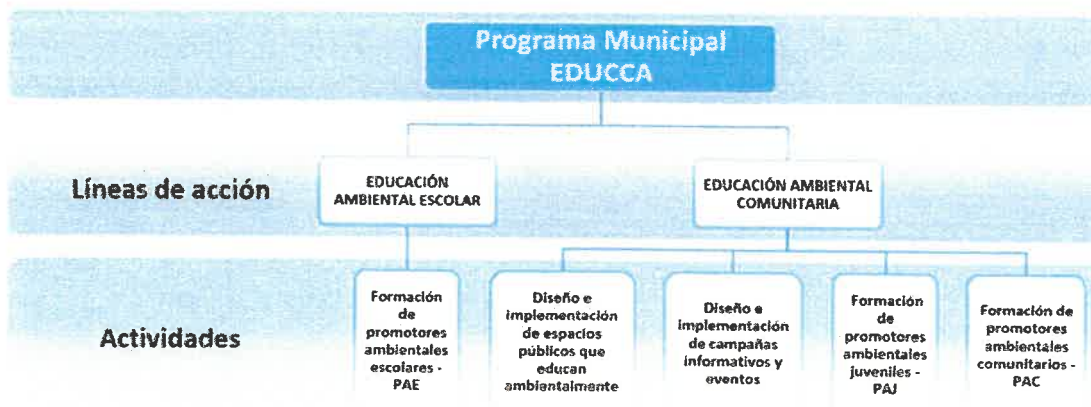 Programa Municipal
EDUCCA
Líneas de acción
EDUCACIÓN
AMBIENTAL ESCOLAR
EDUCACIÓN AMBIENTAL
COMUNITARIA
Actividades
Formación
de
promotores
ambientales
escolares -
PAE
Diseño e
implementación
de espacios
públicos que
educan
ambientalmente
Diseño e
implementación
de campañas
informativos y
eventos
Formación
de
promotores
ambientales
juveniles -
PAJ
Formación de
promotores
ambientales
comunitarios -
PAC